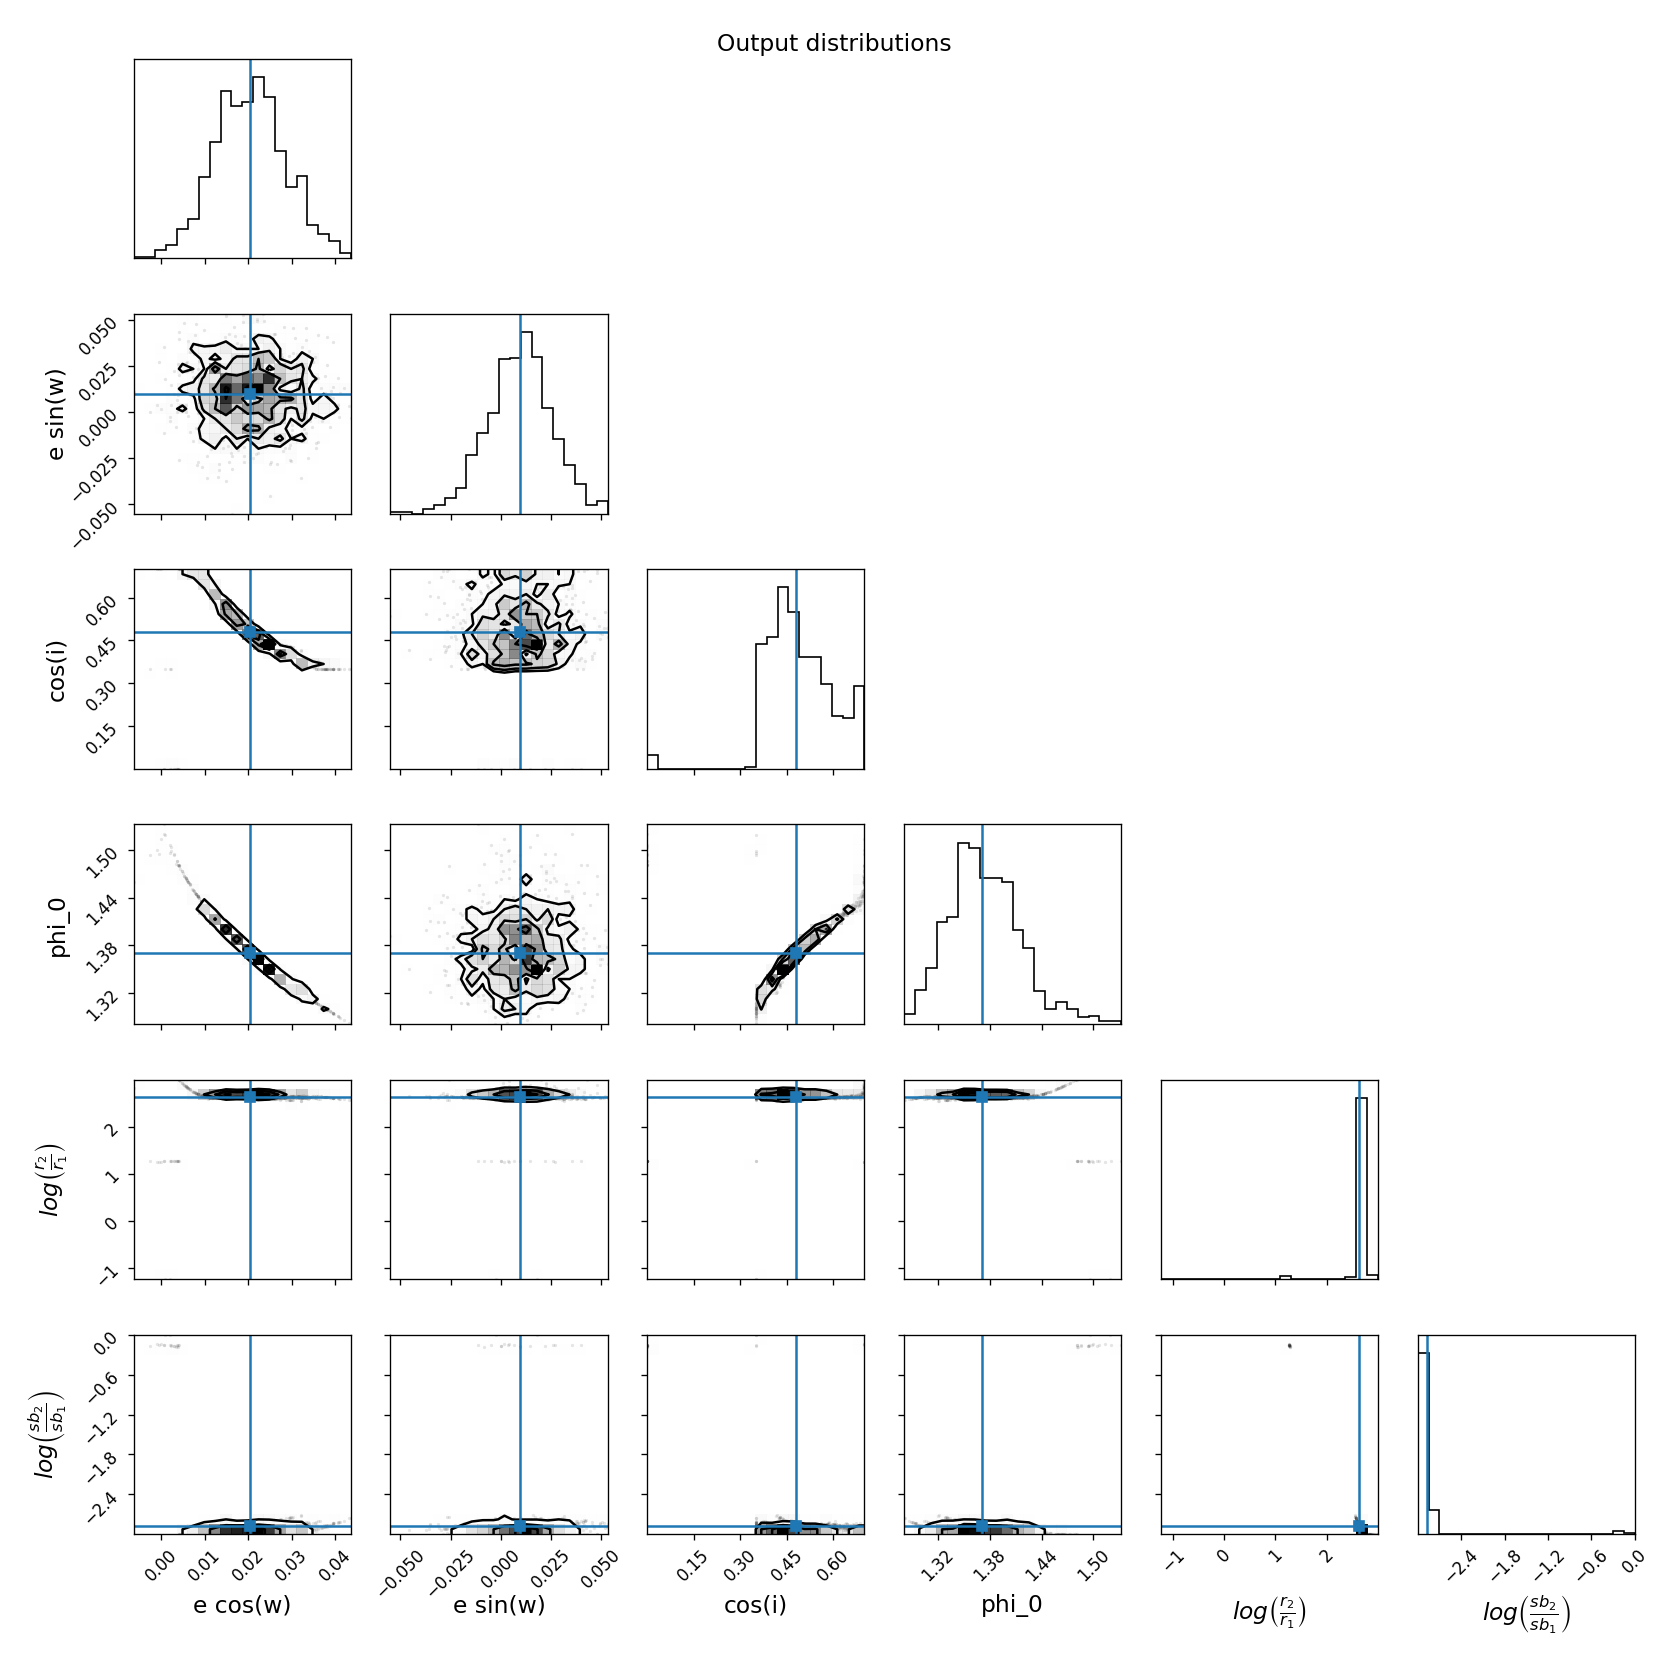 Output distributions
e sin(w)
0.050
0.025
0.000
−0.025
−0.050
cos(i)
0.60
0.45
0.30
0.15
phi_0
1.50
1.44
1.38
1.32
log(r₂/r₁)
2
1
0
−1
log(sb₂/sb₁)
0.0
−0.6
−1.2
−1.8
−2.4
0.00 0.01 0.02 0.03 0.04
e cos(w)
−0.050 −0.025 0.000 0.025 0.050
e sin(w)
0.15 0.30 0.45 0.60
cos(i)
1.32 1.38 1.44 1.50
phi_0
−1 0 1 2
log(r₂/r₁)
−2.4 −1.8 −1.2 −0.6 0.0
log(sb₂/sb₁)